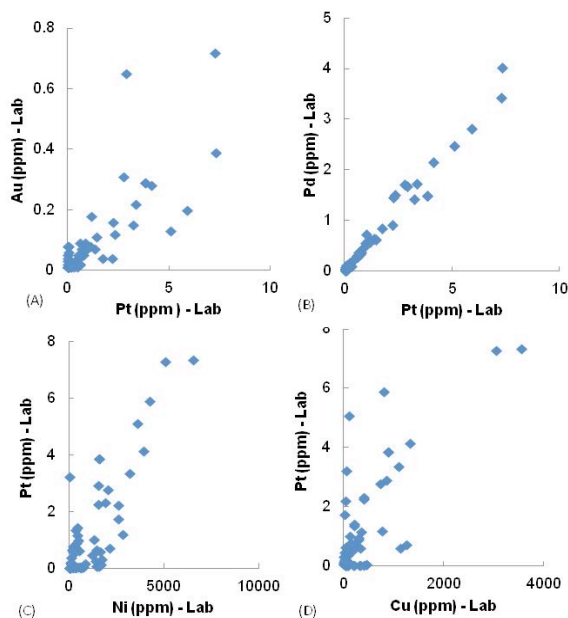 0.8
0.6
0.4
0.2
0
0
5
10
Au (ppm) - Lab
Pt (ppm ) - Lab
(A)
5
4
3
2
1
0
0
5
10
Pd (ppm) - Lab
Pt (ppm) - Lab
(B)
8
6
4
2
0
0
5000
10000
Pt (ppm) - Lab
Ni (ppm) - Lab
(C)
8
6
4
2
0
0
2000
4000
Pt (ppm) - Lab
Cu (ppm) - Lab
(D)